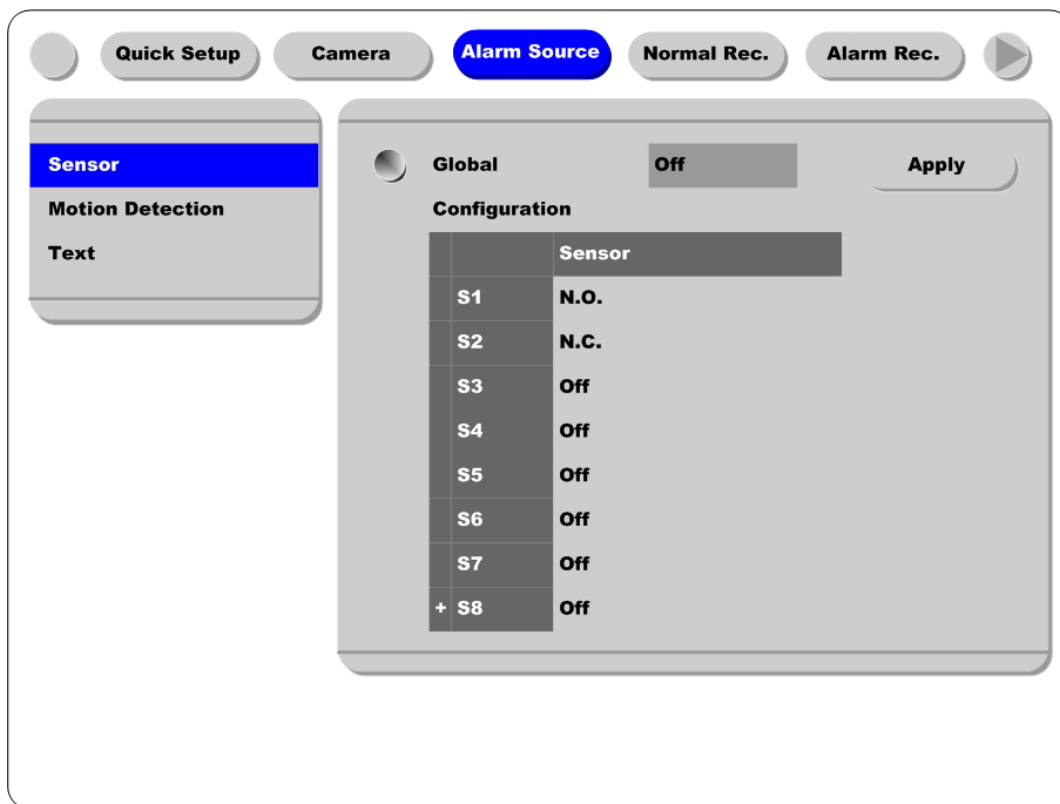 Quick Setup Camera Alarm Source Normal Rec. Alarm Rec.
Sensor
Motion Detection
Text
Global Off Apply
Configuration
Sensor
S1 N.O.
S2 N.C.
S3 Off
S4 Off
S5 Off
S6 Off
S7 Off
+ S8 Off